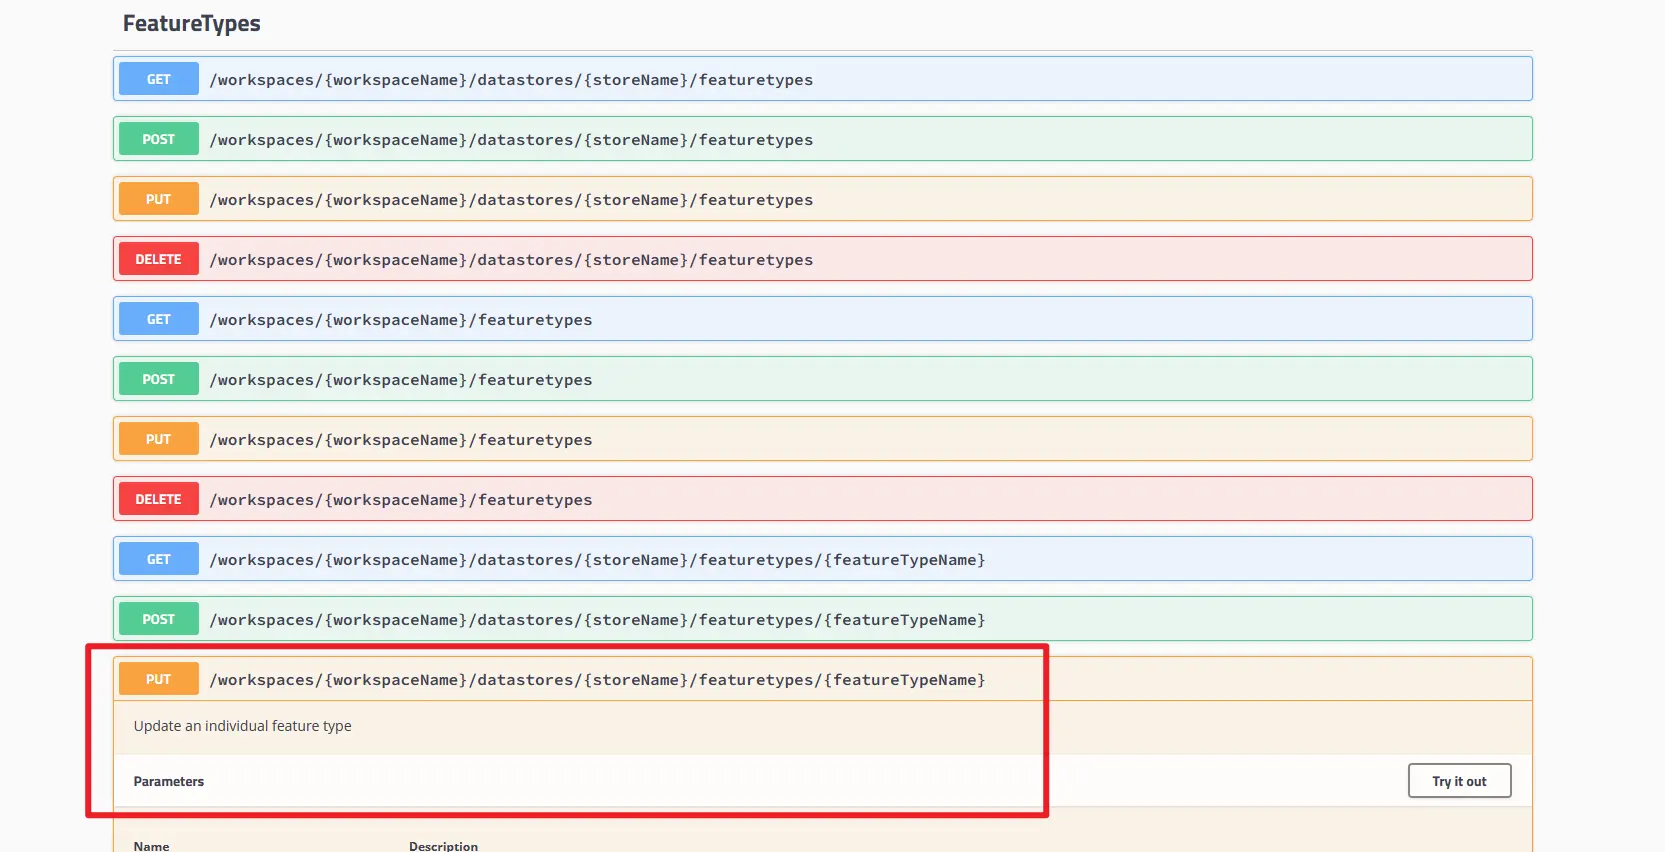 FeatureTypes
GET /workspaces/{workspaceName}/datastores/{storeName}/featuretypes
POST /workspaces/{workspaceName}/datastores/{storeName}/featuretypes
PUT /workspaces/{workspaceName}/datastores/{storeName}/featuretypes
DELETE /workspaces/{workspaceName}/datastores/{storeName}/featuretypes
GET /workspaces/{workspaceName}/featuretypes
POST /workspaces/{workspaceName}/featuretypes
PUT /workspaces/{workspaceName}/featuretypes
DELETE /workspaces/{workspaceName}/featuretypes
GET /workspaces/{workspaceName}/datastores/{storeName}/featuretypes/{featureTypeName}
POST /workspaces/{workspaceName}/datastores/{storeName}/featuretypes/{featureTypeName}
PUT /workspaces/{workspaceName}/datastores/{storeName}/featuretypes/{featureTypeName}
Update an individual feature type
Parameters Try it out
Name Description